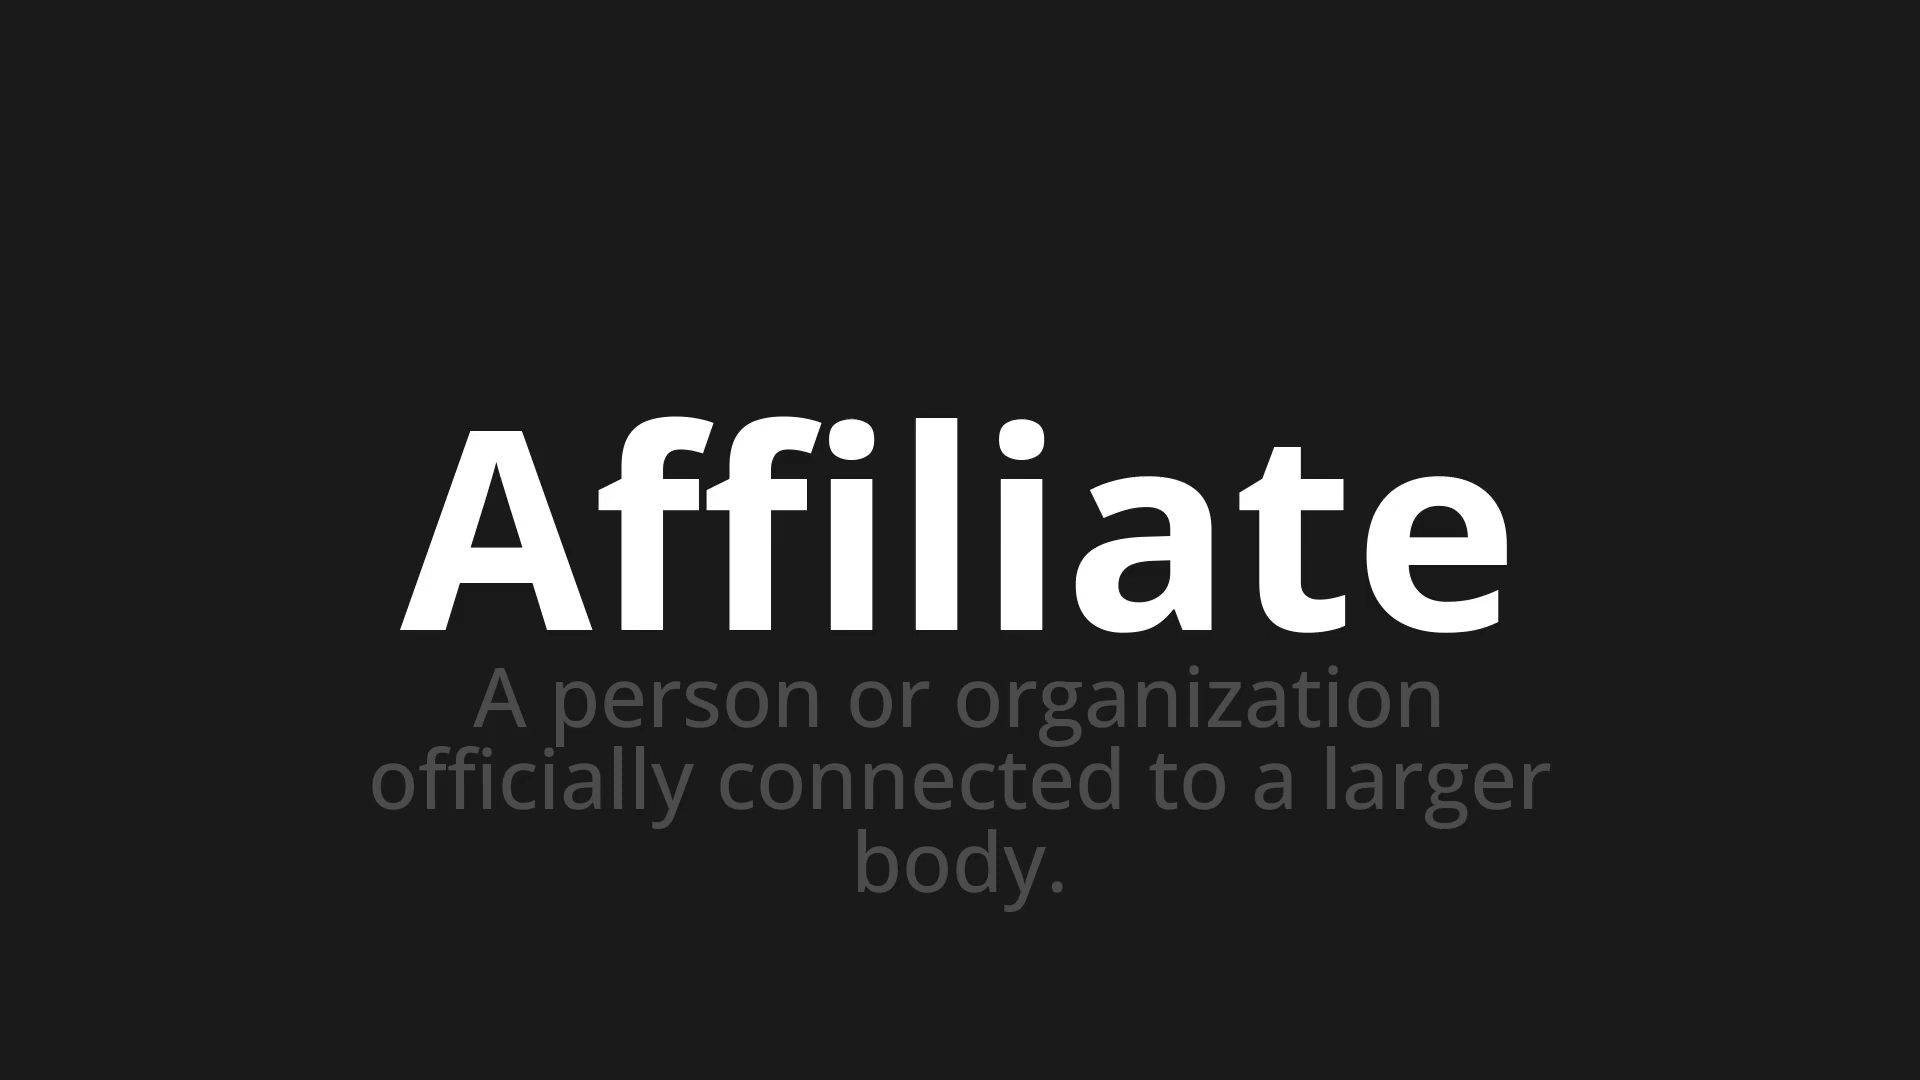 Affiliate
A person or organization
officially connected to a larger
body.